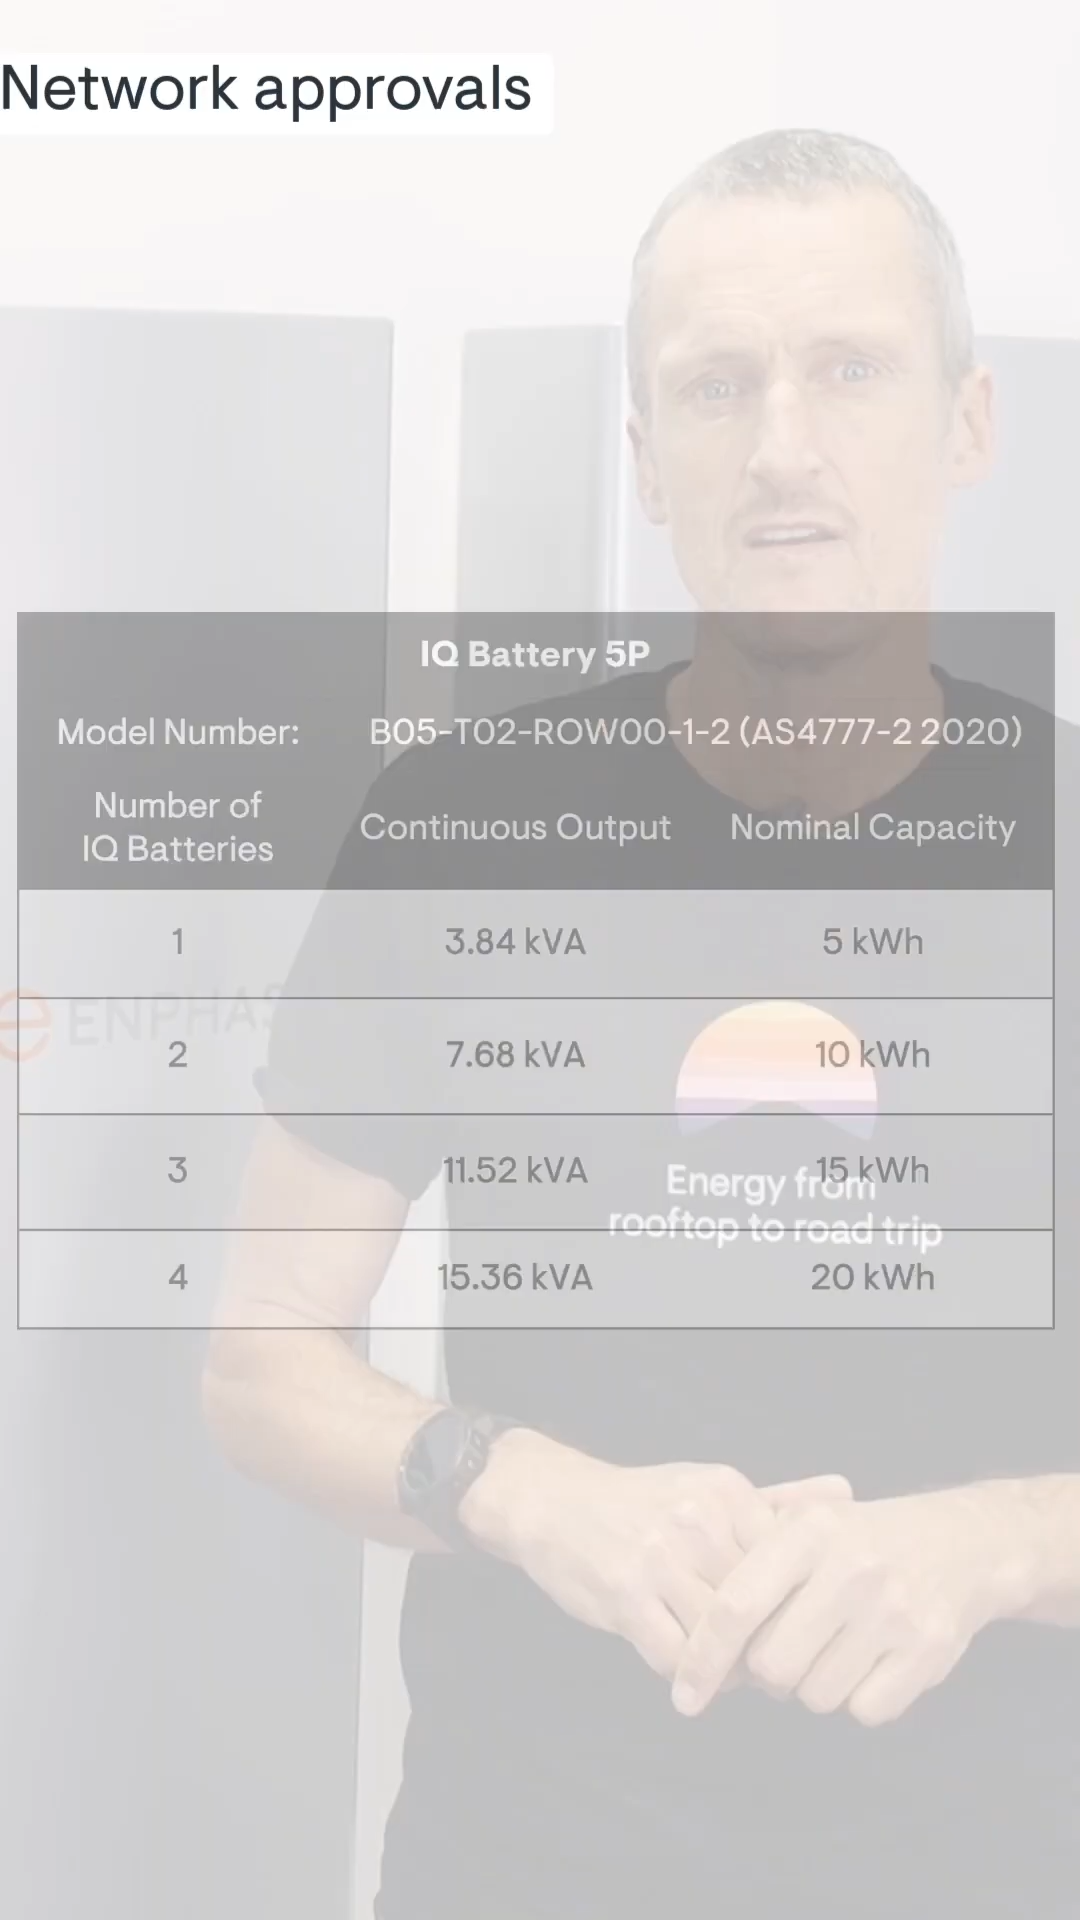 Network approvals
IQ Battery 5P
Model Number: B05-T02-ROW00-1-2 (AS4777-2 2020)
Number of
IQ Batteries
Continuous Output
Nominal Capacity
1 3.84 kVA 5 kWh
ENPHAS
2 7.68 kVA 10 kWh
3 11.52 kVA 15 kWh
Energy from
rooftop to road trip
4 15.36 kVA 20 kWh